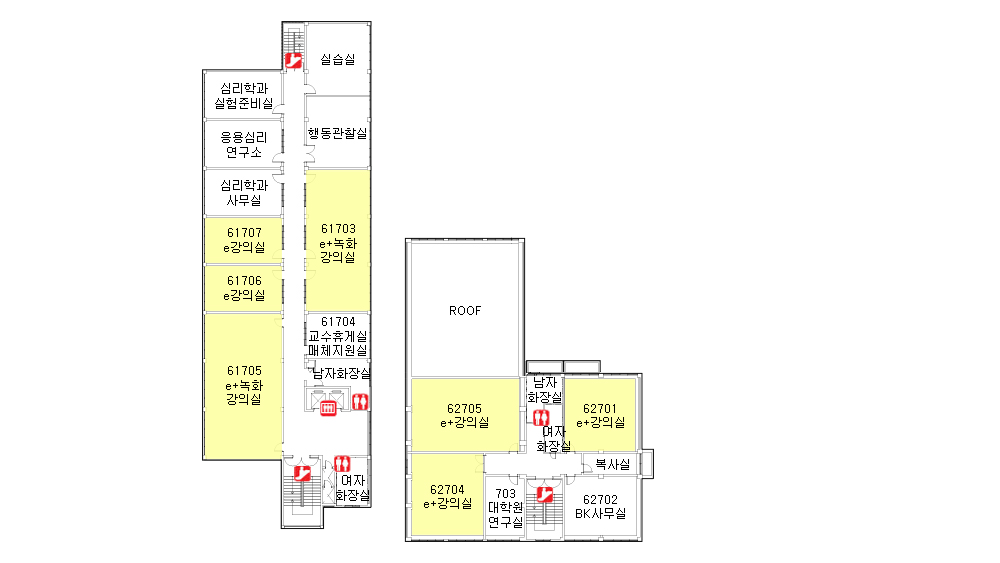 실습실
심리학과
실험준비실
행동관찰실
응용심리
연구소
심리학과
사무실
61703
e+녹화
강의실
61707
e강의실
61706
e강의실
61704
교수휴게실
매체지원실
61705
e+녹화
강의실
남자화장실
여자
화장실
ROOF
남자
화장실
62705
e+강의실
62701
e+강의실
여자
화장실
복사실
62704
e+강의실
703
대학원
연구실
62702
BK사무실